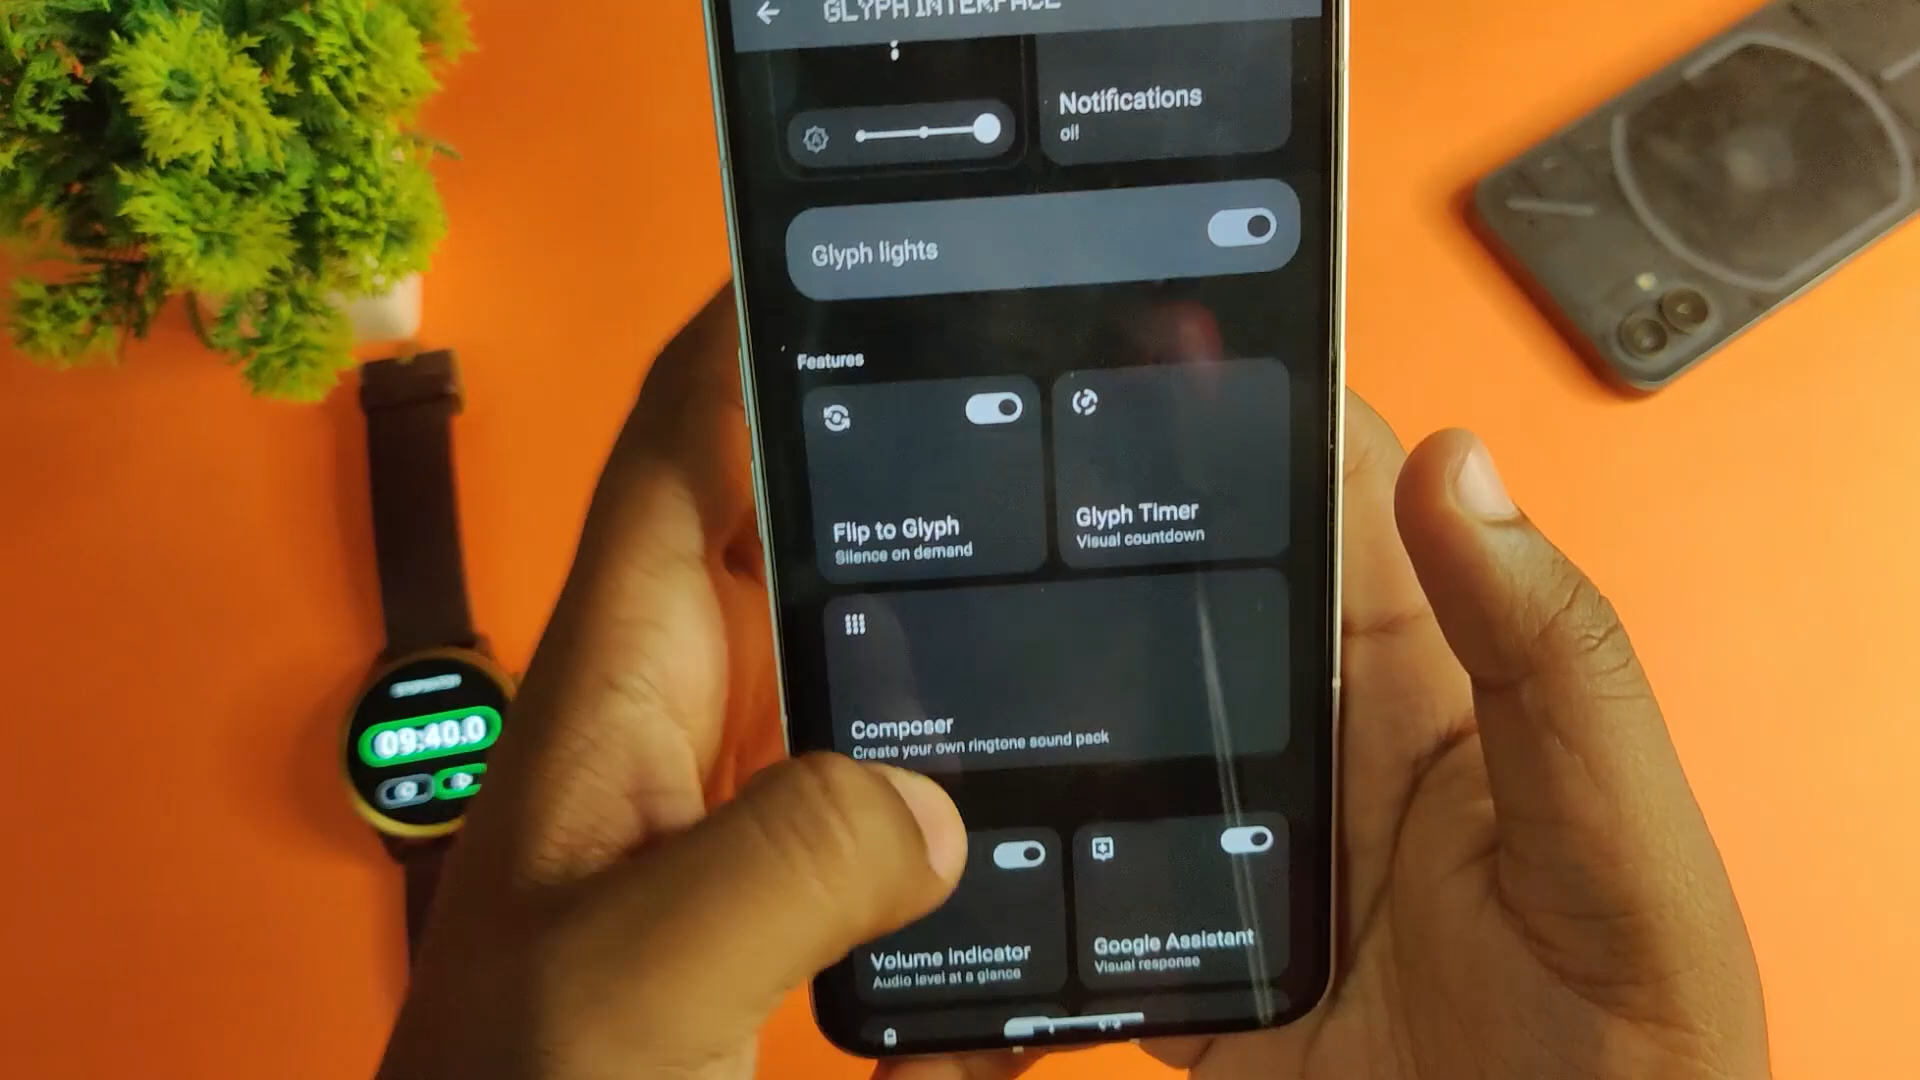 GLYPH INTERFACE
Notifications
off
Glyph lights
Features
Flip to Glyph
Silence on demand
Glyph Timer
Visual countdown
Composer
Create your own ringtone sound pack
Volume indicator
Audio level at a glance
Google Assistant
Visual response
09:40.0